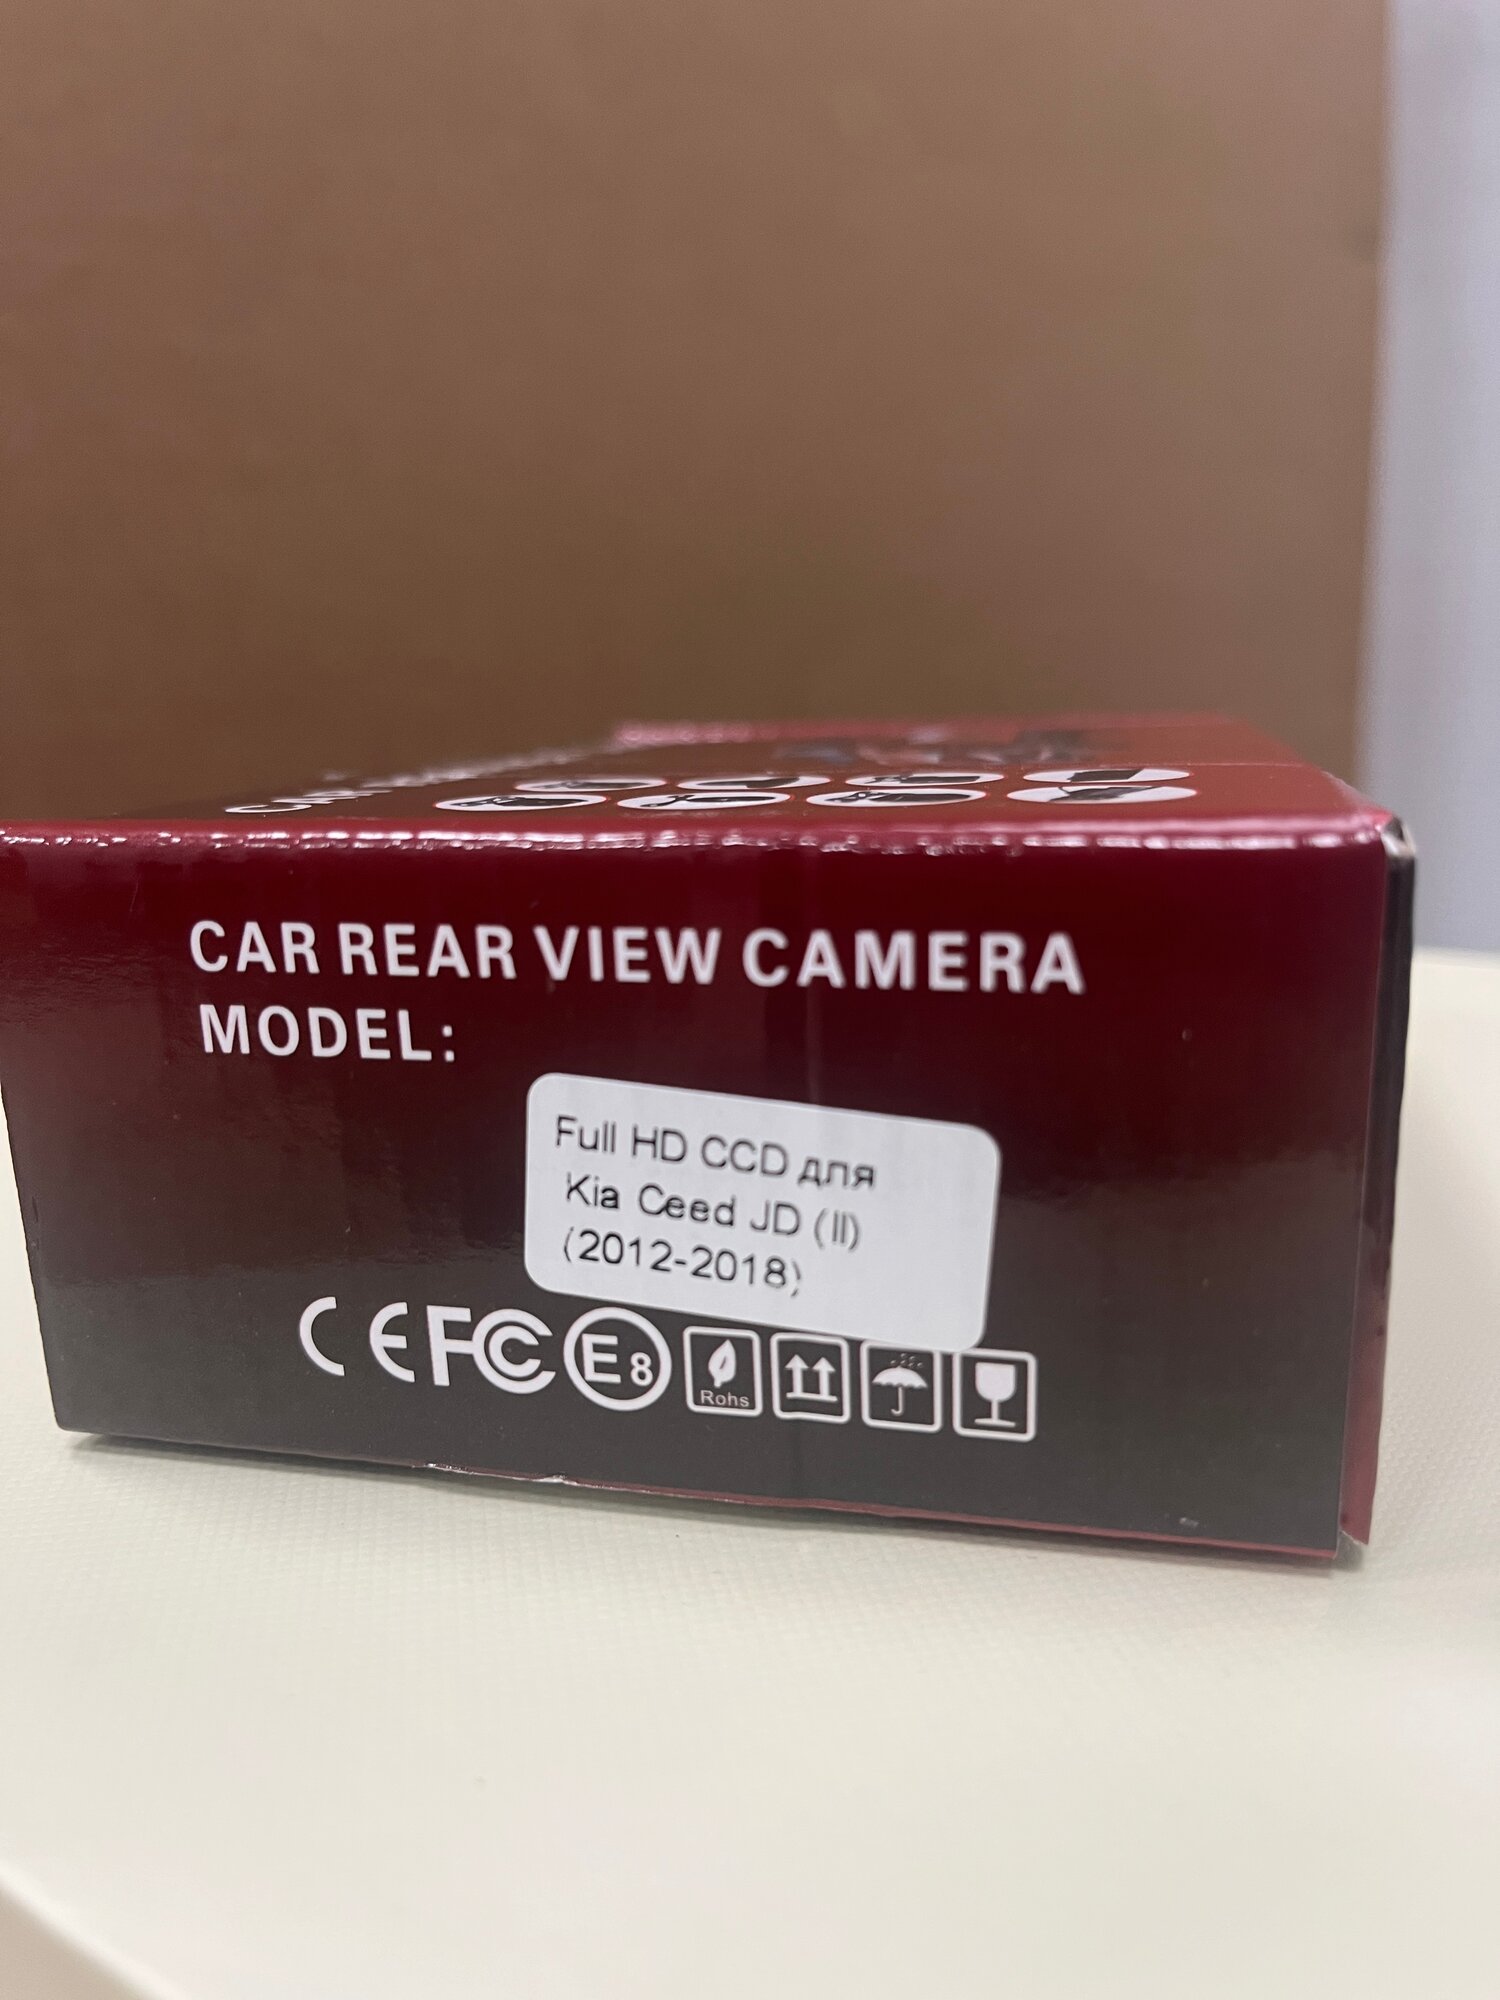 CAR REAR VIEW CAMERA
MODEL:
Full HD CCD для
Kia Ceed JD (II)
(2012-2018)
CE FC E8
Rohs